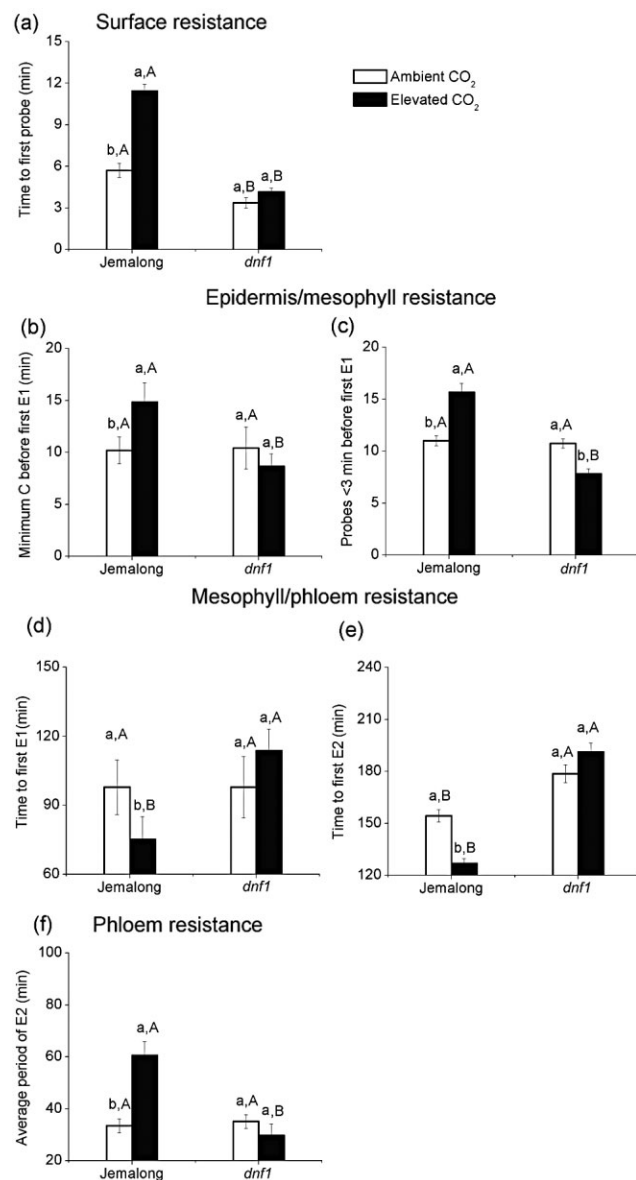 (a) Surface resistance
Time to first probe (min)
15
12
9
6
3
0
a,A
b,A
a,B a,B
Jemalong dnf1
Ambient CO2
Elevated CO2
Epidermis/mesophyll resistance
(b)
Minimum C before first E1 (min)
20
15
10
5
0
a,A
b,A
a,A
a,B
Jemalong dnf1
(c)
Probes <3 min before first E1
20
15
10
5
0
a,A
b,A
a,A
b,B
Jemalong dnf1
Mesophyll/phloem resistance
(d)
Time to first E1(min)
150
120
90
60
a,A
b,B
a,A
a,A
Jemalong dnf1
(e)
Time to first E2 (min)
240
210
180
150
120
a,B
b,B
a,A
a,A
Jemalong dnf1
(f) Phloem resistance
Average period of E2 (min)
100
80
60
40
20
a,A
b,A
a,A
a,B
Jemalong dnf1